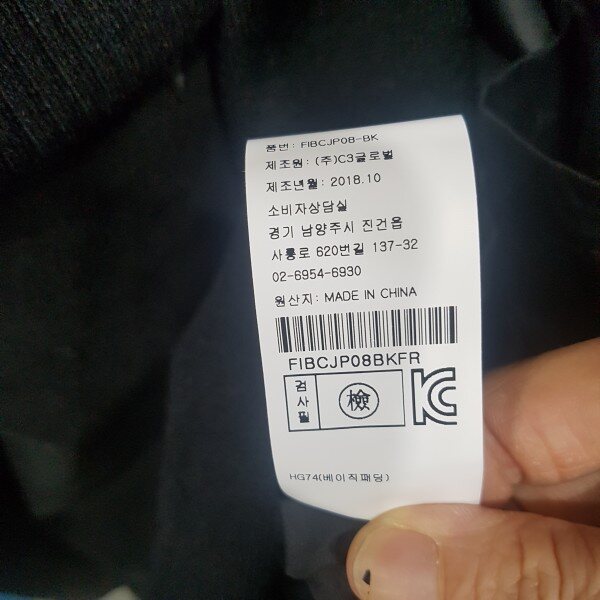 품번: FIBCJP08-BK
제조원: (주)C3글로벌
제조년월: 2018.10
소비자상담실
경기 남양주시 진건읍
사릉로 620번길 137-32
02-6954-6930
원산지: MADE IN CHINA
FIBCJP08BKFR
검사필
檢
KC
HG74(베이직패딩)